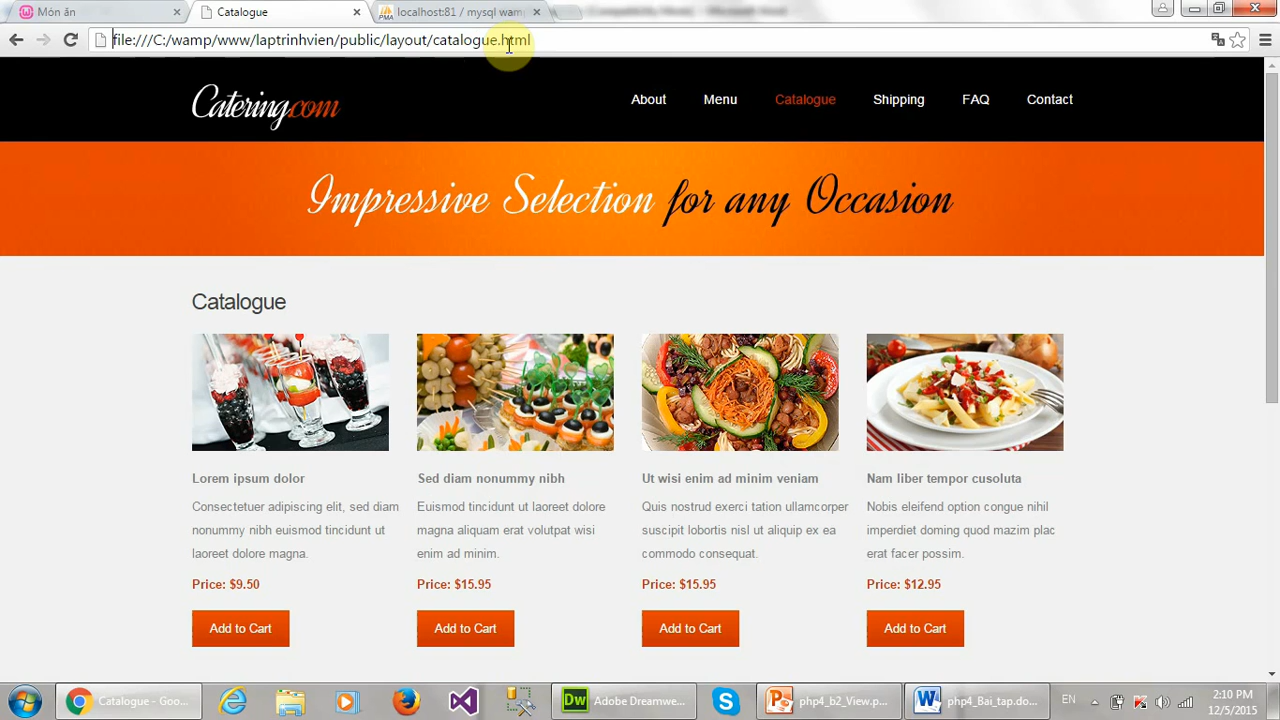 Món ăn
Catalogue
localhost:81 / mysql wamp
file:///C:/wamp/www/laptrinhvien/public/layout/catalogue.html
Catering.com
About
Menu
Catalogue
Shipping
FAQ
Contact
Impressive Selection for any Occasion
Catalogue
Lorem ipsum dolor
Consectetuer adipiscing elit, sed diam
nonummy nibh euismod tincidunt ut
laoreet dolore magna.
Price: $9.50
Add to Cart
Sed diam nonummy nibh
Euismod tincidunt ut laoreet dolore
magna aliquam erat volutpat wisi
enim ad minim.
Price: $15.95
Add to Cart
Ut wisi enim ad minim veniam
Quis nostrud exerci tation ullamcorper
suscipit lobortis nisl ut aliquip ex ea
commodo consequat.
Price: $15.95
Add to Cart
Nam liber tempor cusoluta
Nobis eleifend option congue nihil
imperdiet doming quod mazim plac
erat facer possim.
Price: $12.95
Add to Cart
Catalogue - Goo...
Dw
Adobe Dreamwe...
php4_b2_View.p...
php4_Bai_tap.do...
EN
2:10 PM
12/5/2015